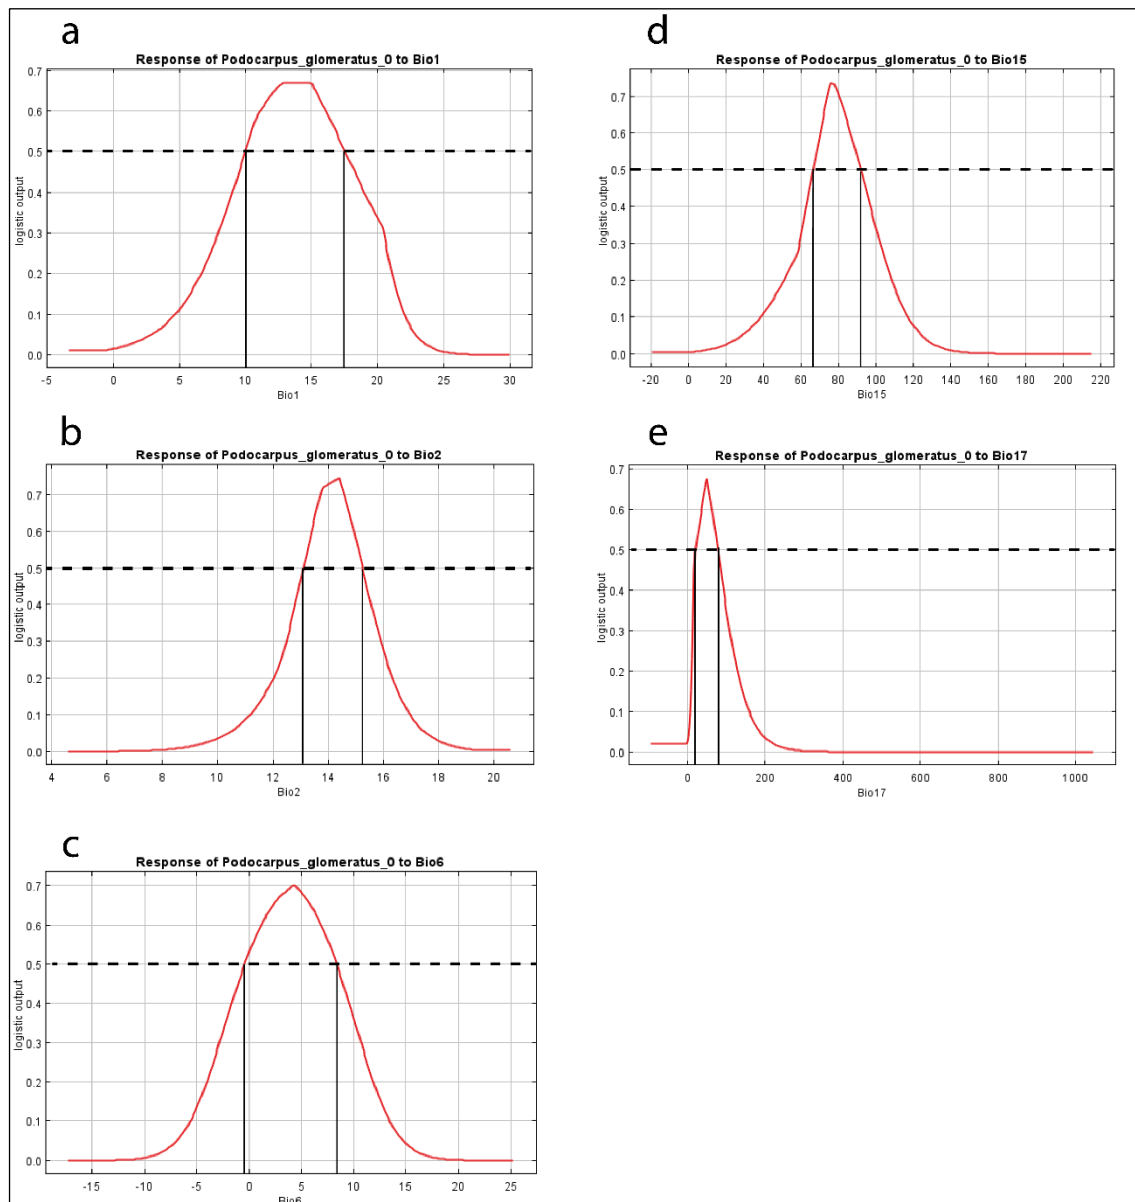 a
Response of Podocarpus_glomeratus_0 to Bio1
0.7
0.6
0.5
0.4
0.3
0.2
0.1
0.0
logistic output
-5 0 5 10 15 20 25 30
Bio1
b
Response of Podocarpus_glomeratus_0 to Bio2
0.7
0.6
0.5
0.4
0.3
0.2
0.1
0.0
logistic output
4 6 8 10 12 14 16 18 20
Bio2
c
Response of Podocarpus_glomeratus_0 to Bio6
0.7
0.6
0.5
0.4
0.3
0.2
0.1
0.0
logistic output
-15 -10 -5 0 5 10 15 20 25
Bio6
d
Response of Podocarpus_glomeratus_0 to Bio15
0.7
0.6
0.5
0.4
0.3
0.2
0.1
0.0
logistic output
-20 0 20 40 60 80 100 120 140 160 180 200 220
Bio15
e
Response of Podocarpus_glomeratus_0 to Bio17
0.7
0.6
0.5
0.4
0.3
0.2
0.1
0.0
logistic output
0 200 400 600 800 1000
Bio17